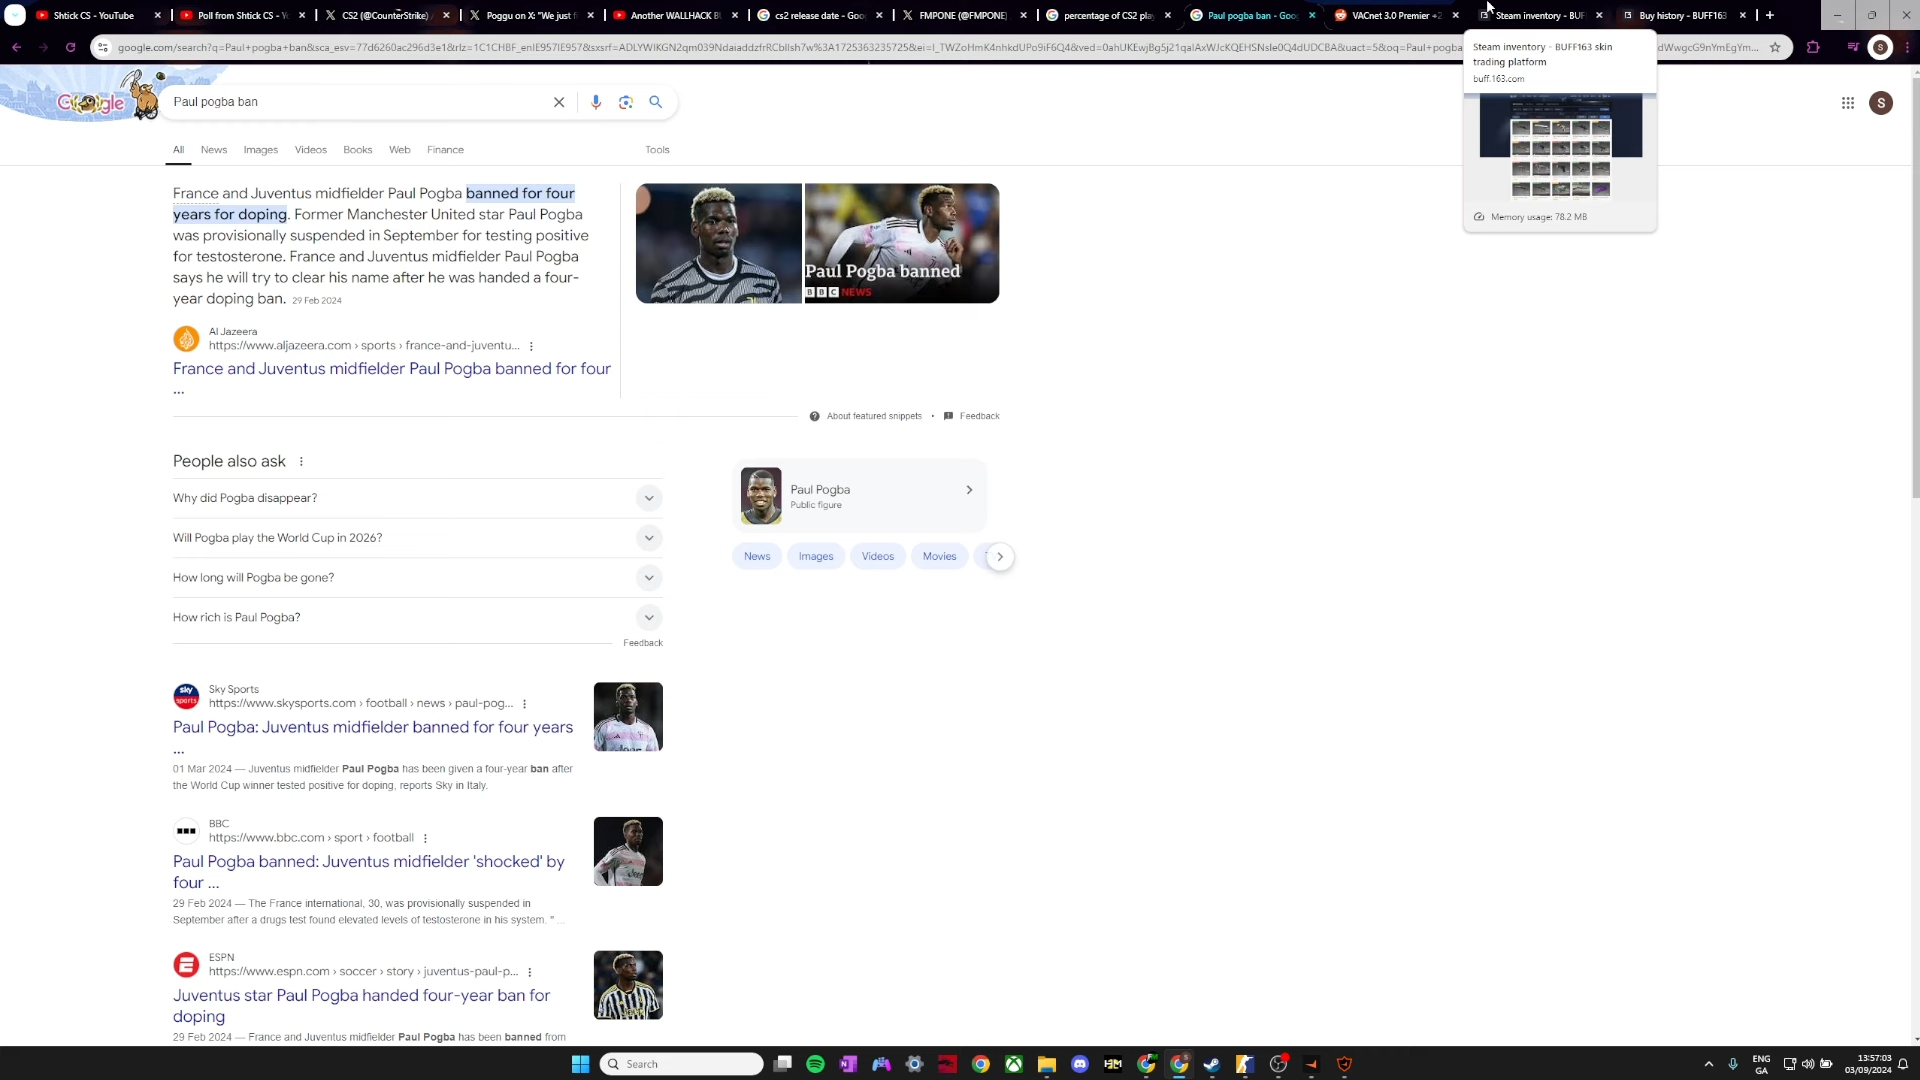 Shtick CS - YouTube
Poll from Shtick CS - Yo
CS2 (@CounterStrike) /
Poggu on X: "We just fi
Another WALLHACK BU
cs2 release date - Goog
FMPONE (@FMPONE)
percentage of CS2 play
Paul pogba ban - Goog
VACnet 3.0 Premier +2
Steam inventory - BUFF
Buy history - BUFF163
Steam inventory - BUFF163 skin
trading platform
buff.163.com
Memory usage: 78.2 MB
Google
Paul pogba ban
S
All News Images Videos Books Web Finance Tools
France and Juventus midfielder Paul Pogba banned for four
years for doping. Former Manchester United star Paul Pogba
was provisionally suspended in September for testing positive
for testosterone. France and Juventus midfielder Paul Pogba
says he will try to clear his name after he was handed a four-
year doping ban. 29 Feb 2024
Paul Pogba banned
BBC NEWS
Al Jazeera
https://www.aljazeera.com › sports › france-and-juventu...
France and Juventus midfielder Paul Pogba banned for four
...
About featured snippets • Feedback
People also ask
Why did Pogba disappear?
Will Pogba play the World Cup in 2026?
How long will Pogba be gone?
How rich is Paul Pogba?
Feedback
Paul Pogba
Public figure
News Images Videos Movies
sky sports
Sky Sports
https://www.skysports.com › football › news › paul-pog...
Paul Pogba: Juventus midfielder banned for four years
...
01 Mar 2024 — Juventus midfielder Paul Pogba has been given a four-year ban after
the World Cup winner tested positive for doping, reports Sky in Italy.
BBC
https://www.bbc.com › sport › football
Paul Pogba banned: Juventus midfielder 'shocked' by
four ...
29 Feb 2024 — The France international, 30, was provisionally suspended in
September after a drugs test found elevated levels of testosterone in his system. " ...
ESPN
https://www.espn.com › soccer › story › juventus-paul-p...
Juventus star Paul Pogba handed four-year ban for
doping
29 Feb 2024 — France and Juventus midfielder Paul Pogba has been banned from
Search
ENG
GA
13:57:03
03/09/2024